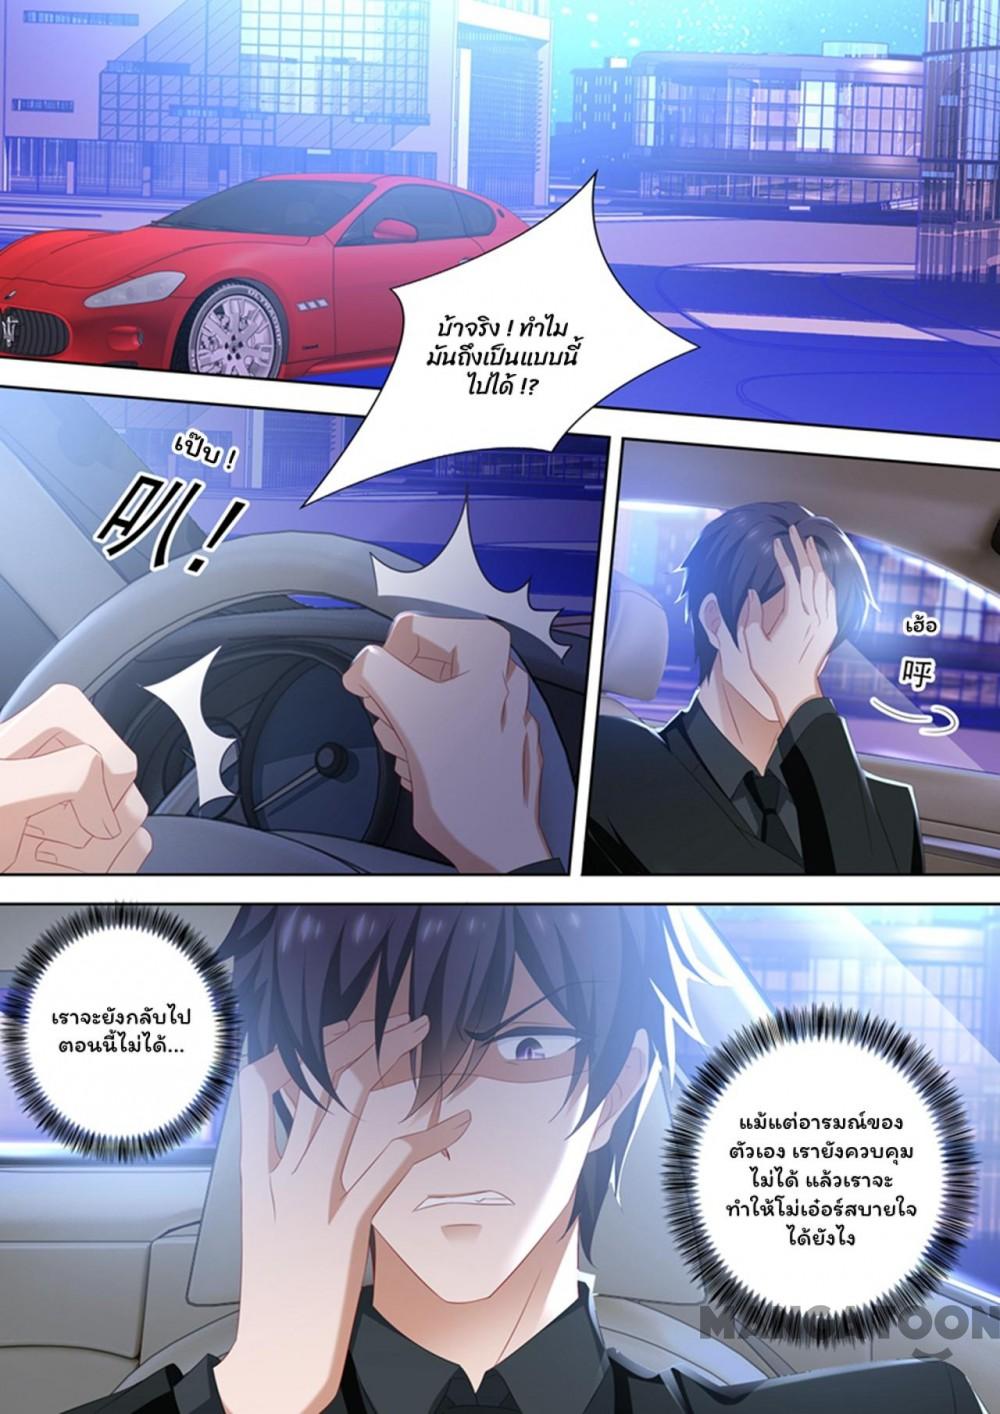 บ้าจริง ! ทำไม
มันถึงเป็นแบบนี้
ไปได้ !?
เป๊บ !
叭！
เฮ้อ
呼
เราจะยังกลับไป
ตอนนี้ไม่ได้...
แม้แต่อารมณ์ของ
ตัวเอง เรายังควบคุม
ไม่ได้ แล้วเราจะ
ทำให้โม่เอ๋อร์สบายใจ
ได้ยังไง
MANGATOON